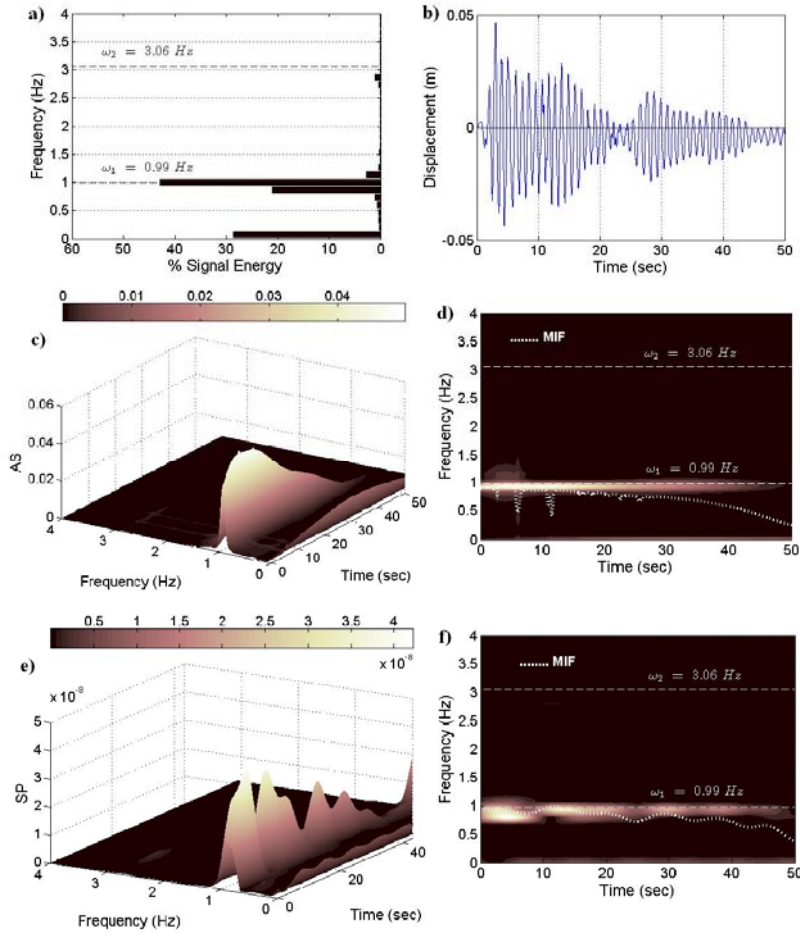 a)
4
3.5
3
2.5
2
1.5
1
0.5
0
Frequency (Hz)
ω₂ = 3.06 Hz
ω₁ = 0.99 Hz
60 50 40 30 20 10 0
% Signal Energy
b)
0.05
0
-0.05
Displacement (m)
0 10 20 30 40 50
Time (sec)
0 0.01 0.02 0.03 0.04
c)
0.06
0.04
0.02
0
AS
4 3 2 1 0
Frequency (Hz)
0 10 20 30 40 50
Time (sec)
d)
4
3.5
3
2.5
2
1.5
1
0.5
0
Frequency (Hz)
MIF
ω₂ = 3.06 Hz
ω₁ = 0.99 Hz
0 10 20 30 40 50
Time (sec)
0.5 1 1.5 2 2.5 3 3.5 4
x 10⁻⁸
e)
x 10⁻⁸
5
4
3
2
1
0
SP
4 3 2 1 0
Frequency (Hz)
0 20 40
Time (sec)
f)
4
3.5
3
2.5
2
1.5
1
0.5
0
Frequency (Hz)
MIF
ω₂ = 3.06 Hz
ω₁ = 0.99 Hz
0 10 20 30 40 50
Time (sec)